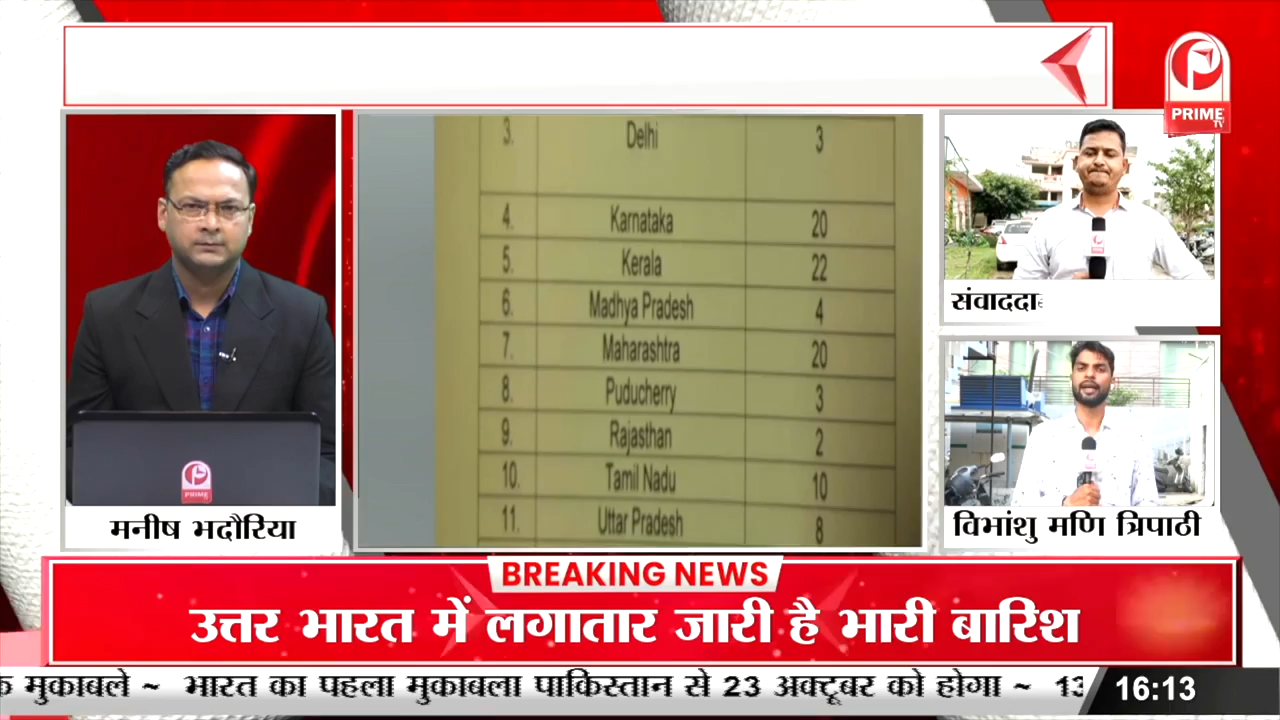 PRIME
TV
3. Delhi 3
4. Karnataka 20
5. Kerala 22
6. Madhya Pradesh 4
7. Maharashtra 20
8. Puducherry 3
9. Rajasthan 2
10. Tamil Nadu 10
11. Uttar Pradesh 8
PRIME
मनीष भदौरिया
संवाददा
विभांशु मणि त्रिपाठी
BREAKING NEWS
उत्तर भारत में लगातार जारी है भारी बारिश
मुकाबले ~ भारत का पहला मुकाबला पाकिस्तान से 23 अक्टूबर को होगा ~ 16:13